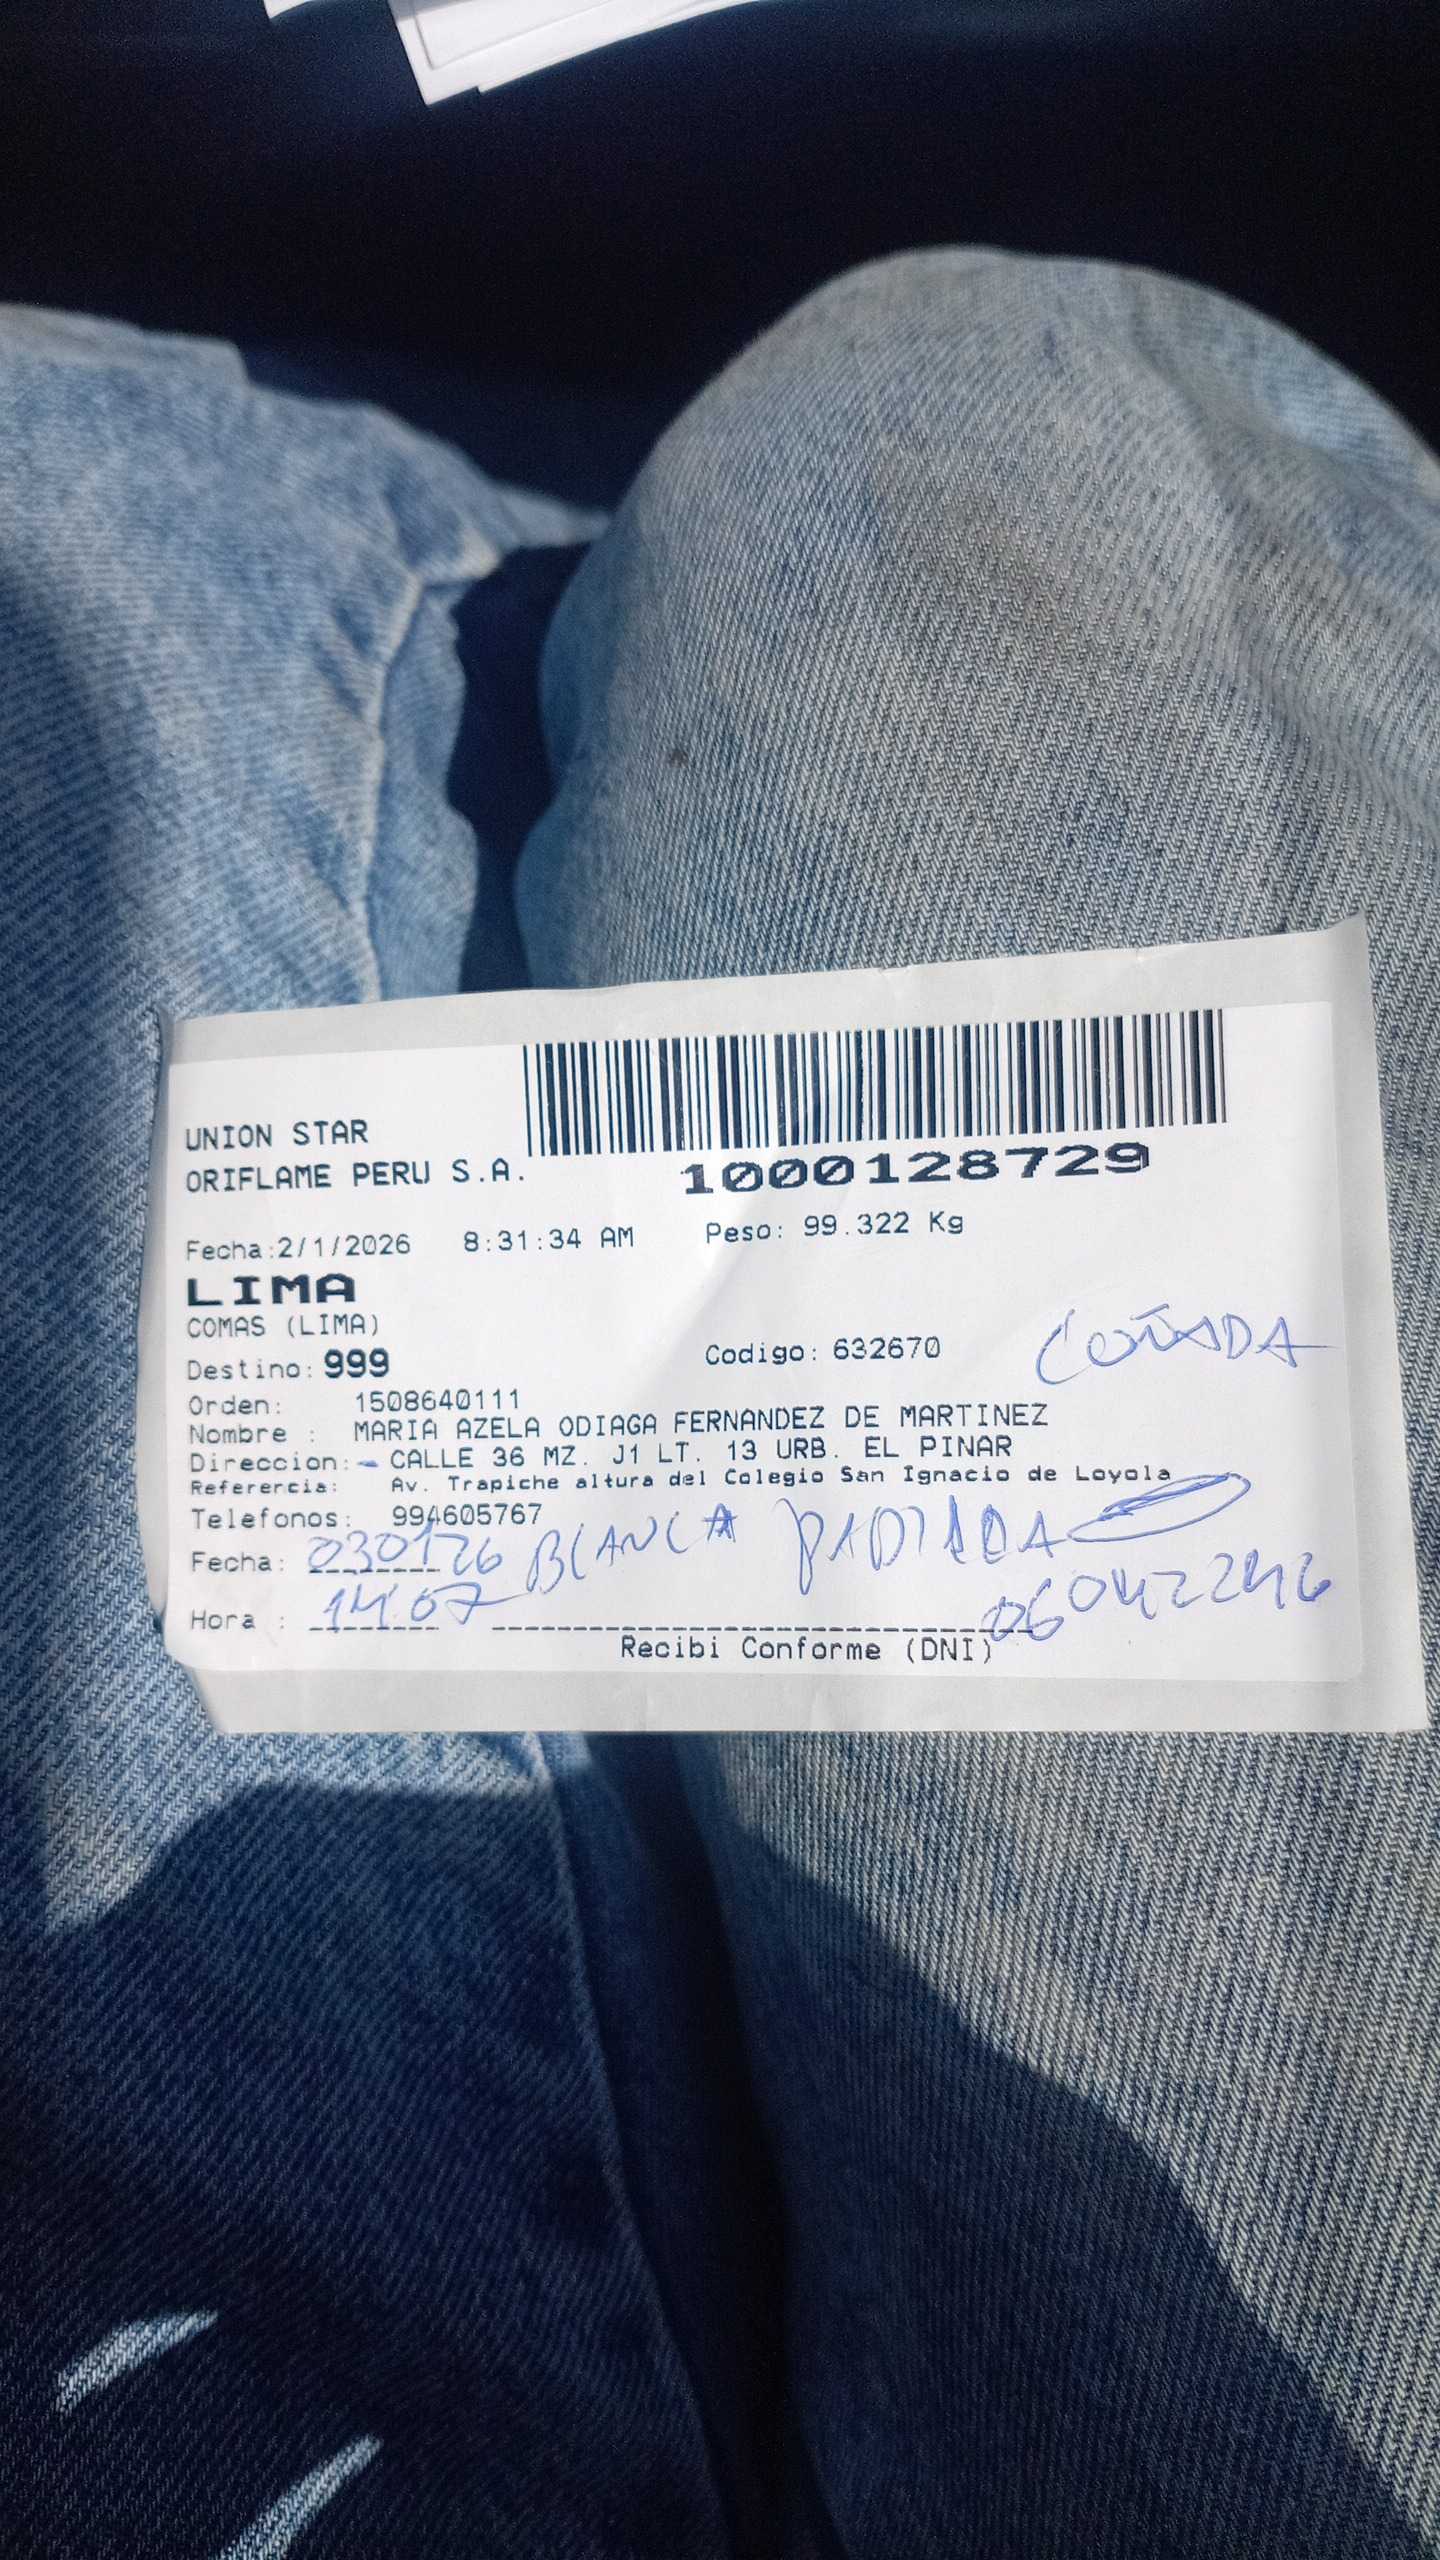 UNION STAR
ORIFLAME PERU S.A.
1000128729
Fecha:2/1/2026 8:31:34 AM Peso: 99.322 Kg
LIMA
COMAS (LIMA)
Destino: 999 Codigo: 632670
Orden: 1508640111
Nombre : MARIA AZELA ODIAGA FERNANDEZ DE MARTINEZ
Direccion: CALLE 36 MZ. J1 LT. 13 URB. EL PINAR
Referencia: Av. Trapiche altura del Colegio San Ignacio de Loyola
Telefonos: 994605767
Fecha: 030126 BLANCA
Hora : 14:07
Recibi Conforme (DNI)